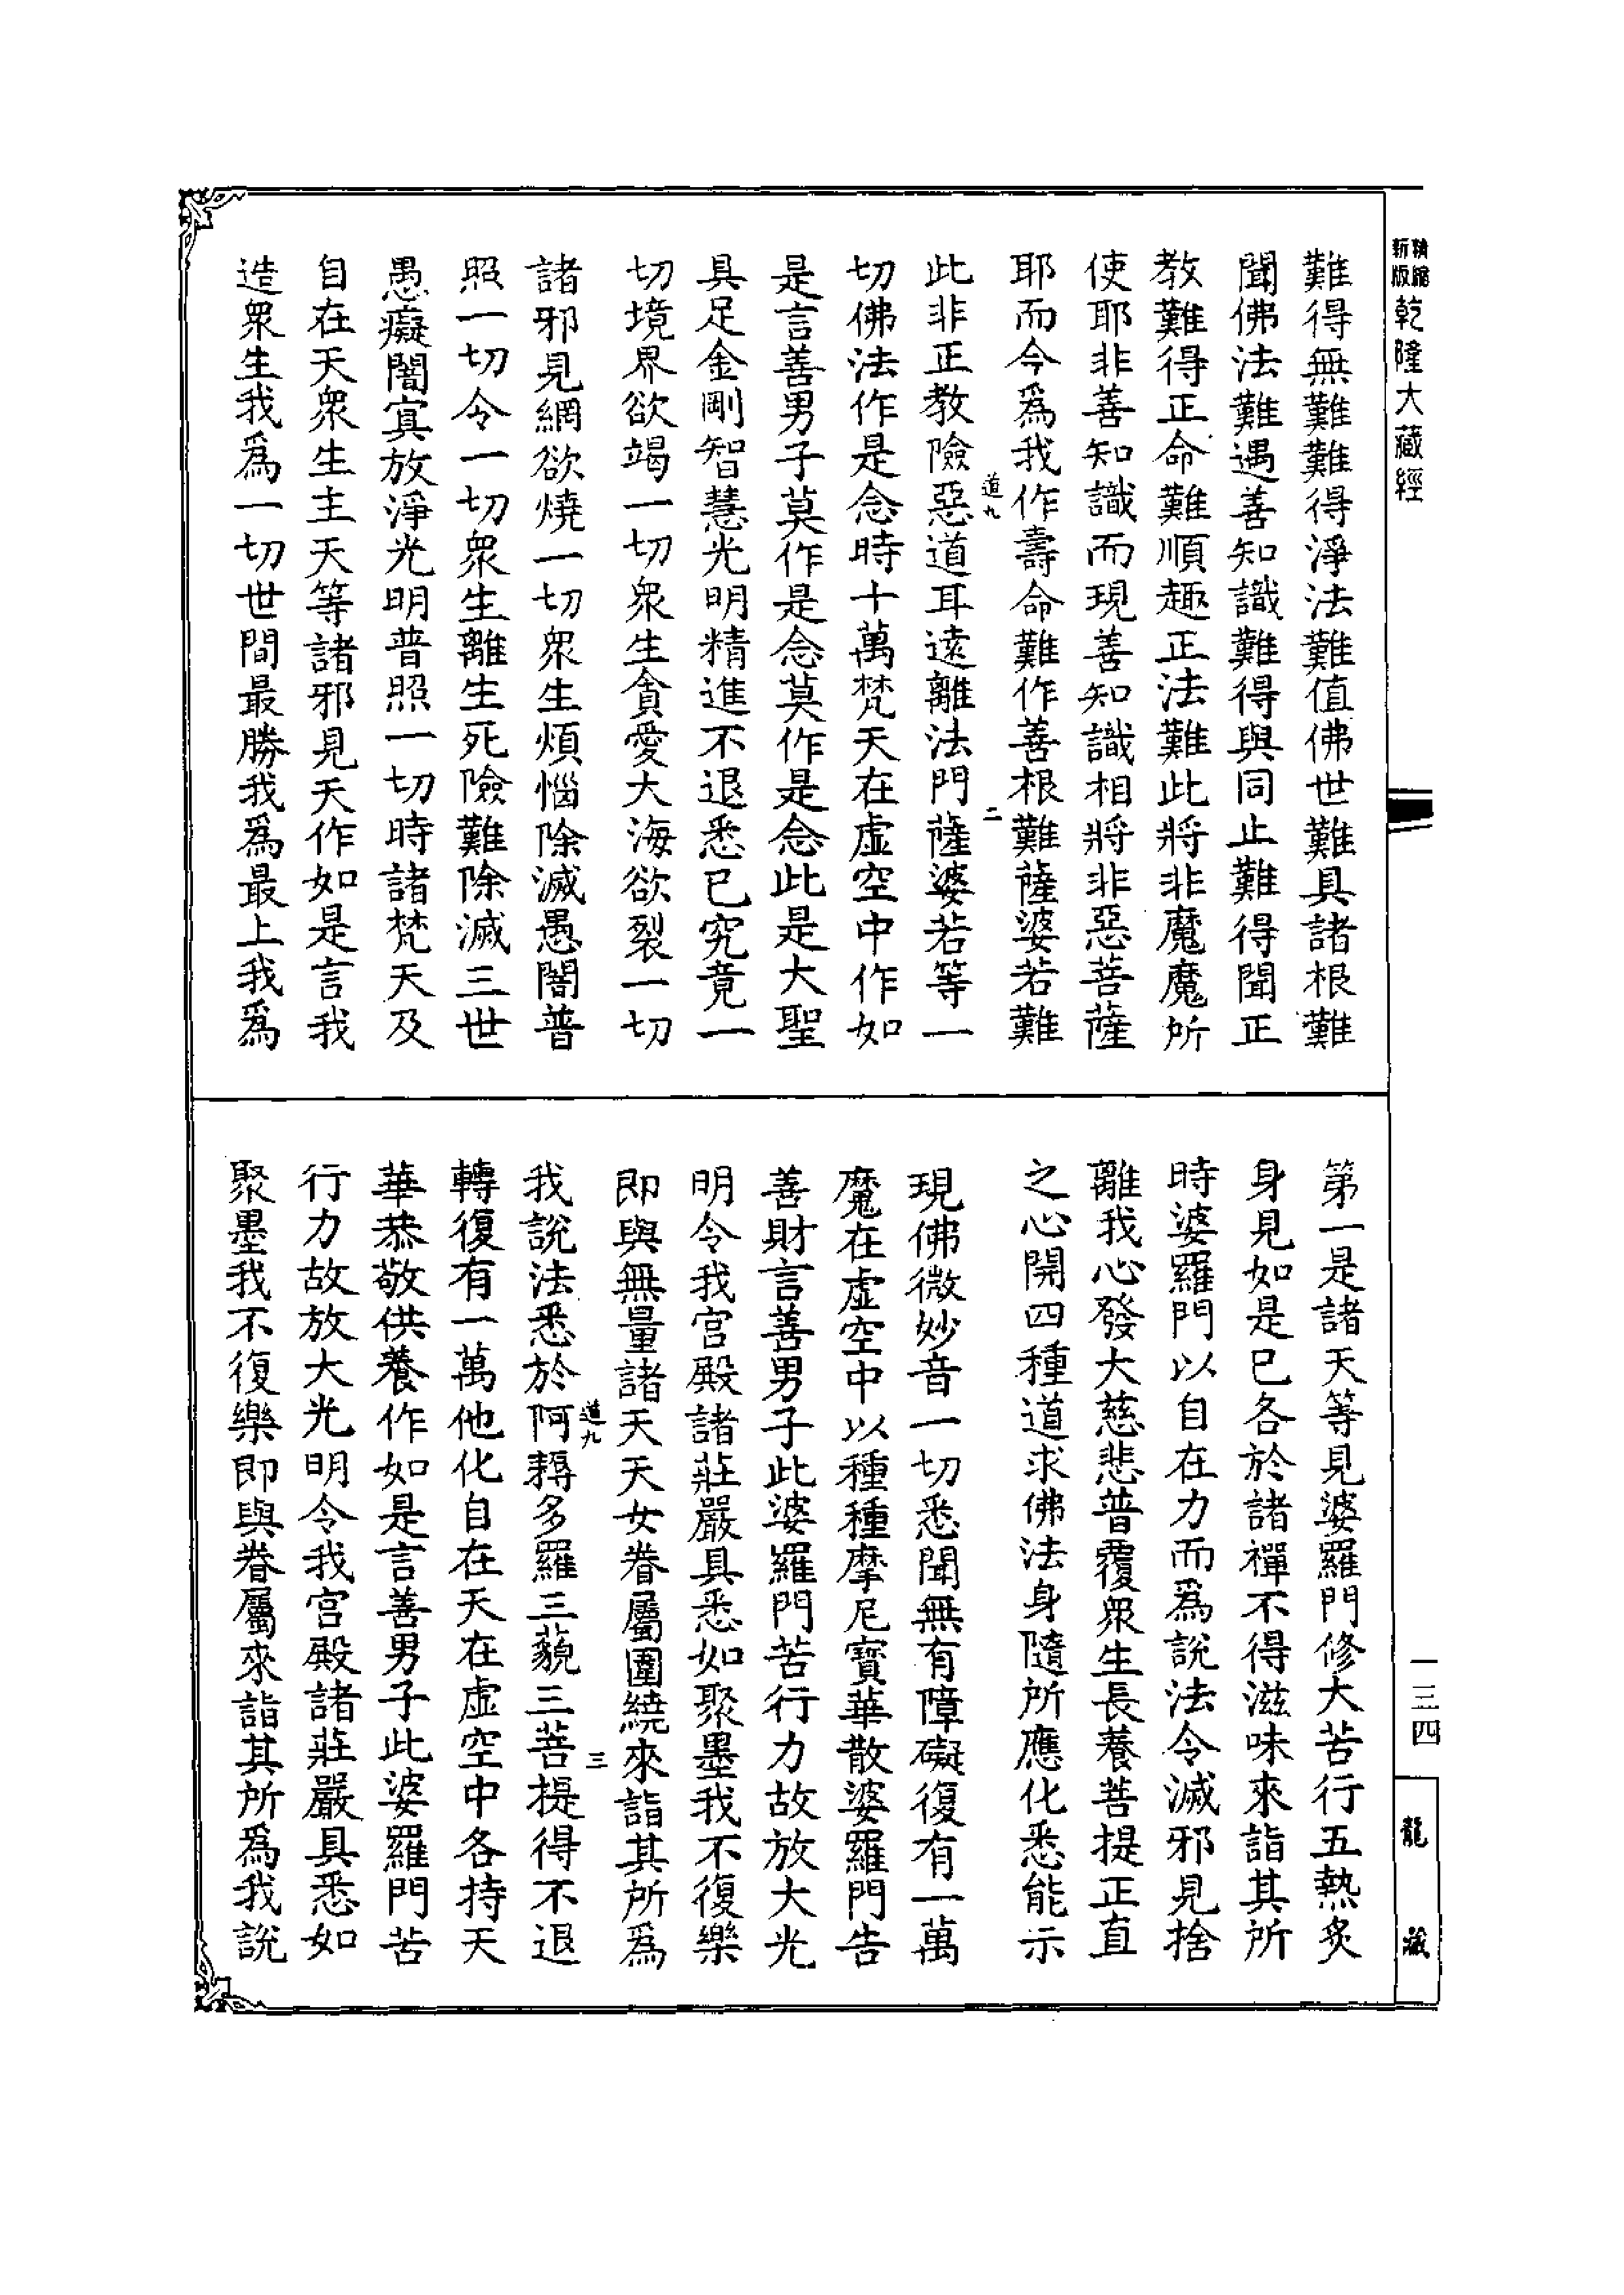 精縮
新版
乾隆大藏經
難得無難難得淨法難值佛世難具諸根難
聞佛法難遇善知識難得與同止難得聞正
教難得正命難順趣正法難此將非魔魔所
使耶非善知識而現善知識相將非惡菩薩
耶而今爲我作壽命難作善根難薩婆若難
道九
二
此非正教險惡道耳遠離法門薩婆若等一
切佛法作是念時十萬梵天在虛空中作如
是言善男子莫作是念莫作是念此是大聖
具足金剛智慧光明精進不退悉已究竟一
切境界欲竭一切衆生貪愛大海欲裂一切
諸邪見網欲燒一切衆生煩惱除滅愚闇普
照一切令一切衆生離生死險難除滅三世
愚癡闇冥放淨光明普照一切時諸梵天及
自在天衆生主天等諸邪見天作如是言我
造衆生我爲一切世間最勝我爲最上我爲
第一是諸天等見婆羅門修大苦行五熱炙
身見如是已各於諸禪不得滋味來詣其所
時婆羅門以自在力而爲說法令滅邪見捨
離我心發大慈悲普覆衆生長養菩提正直
之心開四種道求佛法身隨所應化悉能示
現佛微妙音一切悉聞無有障礙復有一萬
魔在虛空中以種種摩尼寶華散婆羅門告
善財言善男子此婆羅門苦行力故放大光
明令我宮殿諸莊嚴具悉如聚墨我不復樂
即與無量諸天天女眷屬圍繞來詣其所爲
道九
三
我說法悉於阿耨多羅三藐三菩提得不退
轉復有一萬他化自在天在虛空中各持天
華恭敬供養作如是言善男子此婆羅門苦
行力故放大光明令我宮殿諸莊嚴具悉如
聚墨我不復樂即與眷屬來詣其所爲我說
一三四
龍藏